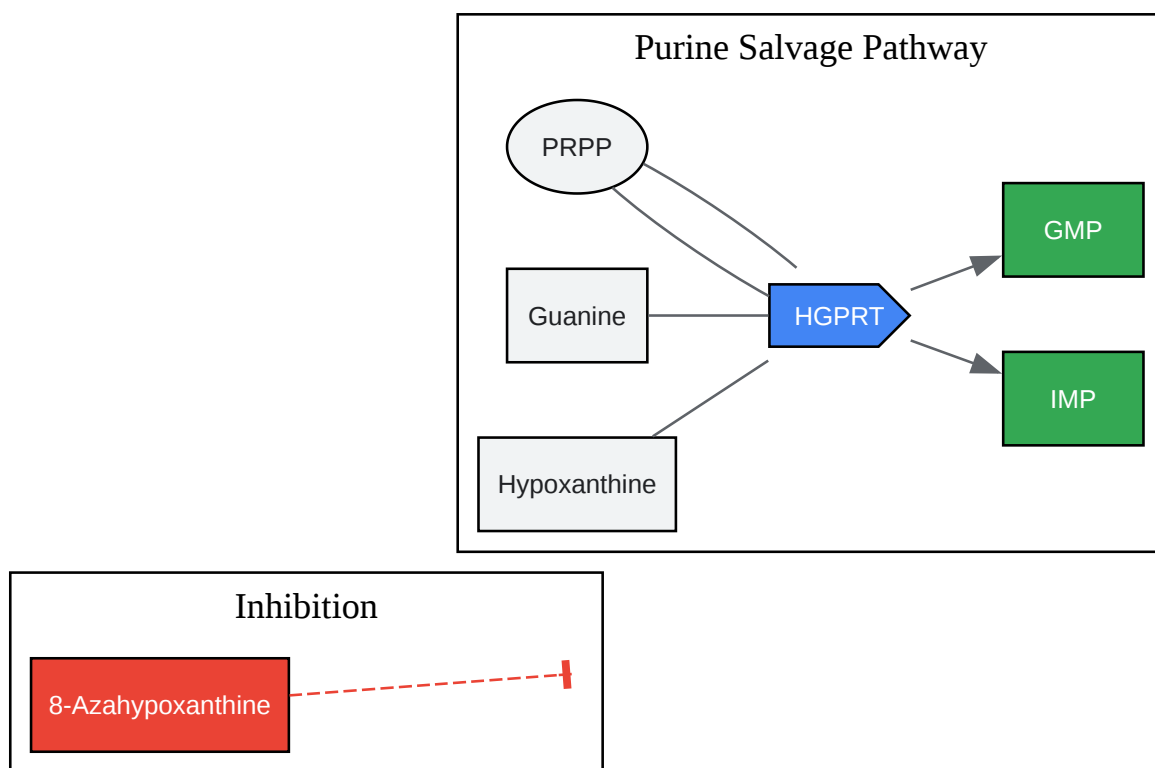 Purine Salvage Pathway
PRPP
GMP
Guanine
HGPRT
IMP
Hypoxanthine
Inhibition
8-Azahypoxanthine